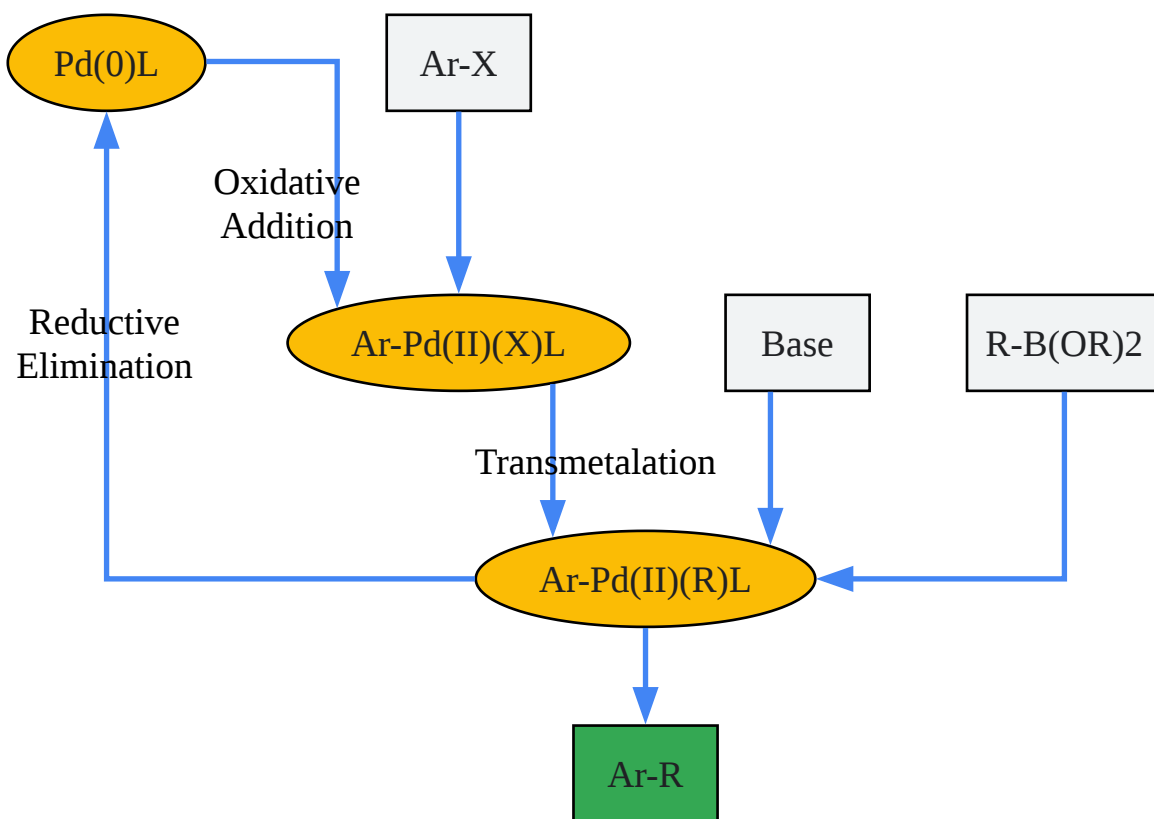 Pd(0)L
Ar-X
Oxidative
Addition
Reductive
Elimination
Ar-Pd(II)(X)L
Base
R-B(OR)2
Transmetalation
Ar-Pd(II)(R)L
Ar-R